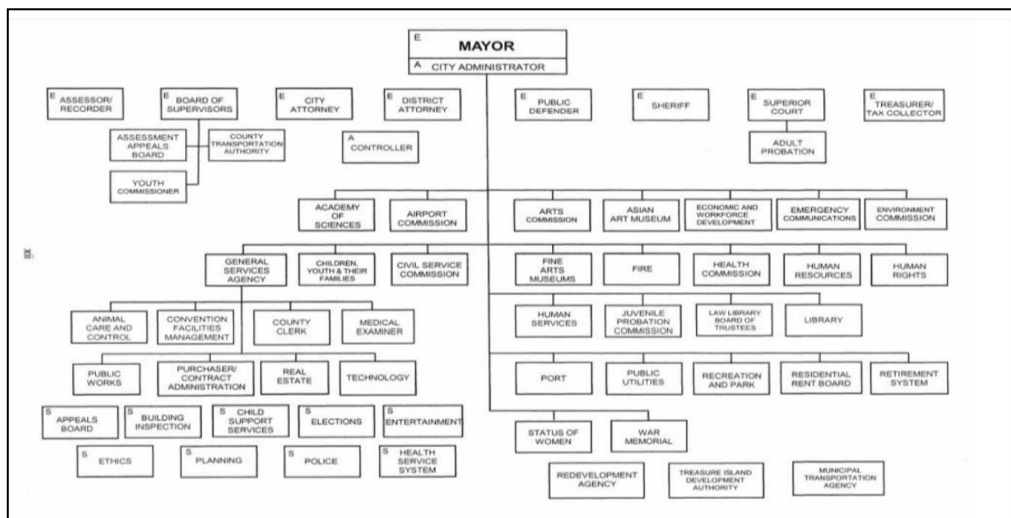 E
MAYOR
A
CITY ADMINISTRATOR
E
ASSESSOR/
RECORDER
E
BOARD OF
SUPERVISORS
E
CITY
ATTORNEY
E
DISTRICT
ATTORNEY
E
PUBLIC
DEFENDER
E
SHERIFF
E
SUPERIOR
COURT
E
TREASURER/
TAX COLLECTOR
ASSESSMENT
APPEALS
BOARD
COUNTY
TRANSPORTATION
AUTHORITY
A
CONTROLLER
ADULT
PROBATION
YOUTH
COMMISSIONER
ACADEMY
OF
SCIENCES
AIRPORT
COMMISSION
ARTS
COMMISSION
ASIAN
ART MUSEUM
ECONOMIC AND
WORKFORCE
DEVELOPMENT
EMERGENCY
COMMUNICATIONS
ENVIRONMENT
COMMISSION
GENERAL
SERVICES
AGENCY
CHILDREN,
YOUTH & THEIR
FAMILIES
CIVIL SERVICE
COMMISSION
FINE
ARTS
MUSEUMS
FIRE
HEALTH
COMMISSION
HUMAN
RESOURCES
HUMAN
RIGHTS
ANIMAL
CARE AND
CONTROL
CONVENTION
FACILITIES
MANAGEMENT
COUNTY
CLERK
MEDICAL
EXAMINER
HUMAN
SERVICES
JUVENILE
PROBATION
COMMISSION
LAW LIBRARY
BOARD OF
TRUSTEES
LIBRARY
PUBLIC
WORKS
PURCHASER/
CONTRACT
ADMINISTRATION
REAL
ESTATE
TECHNOLOGY
PORT
PUBLIC
UTILITIES
RECREATION
AND PARK
RESIDENTIAL
RENT BOARD
RETIREMENT
SYSTEM
S
APPEALS
BOARD
S
BUILDING
INSPECTION
S
CHILD
SUPPORT
SERVICES
S
ELECTIONS
S
ENTERTAINMENT
STATUS OF
WOMEN
WAR
MEMORIAL
S
ETHICS
S
PLANNING
S
POLICE
S
HEALTH
SERVICE
SYSTEM
REDEVELOPMENT
AGENCY
TREASURE ISLAND
DEVELOPMENT
AUTHORITY
MUNICIPAL
TRANSPORTATION
AGENCY